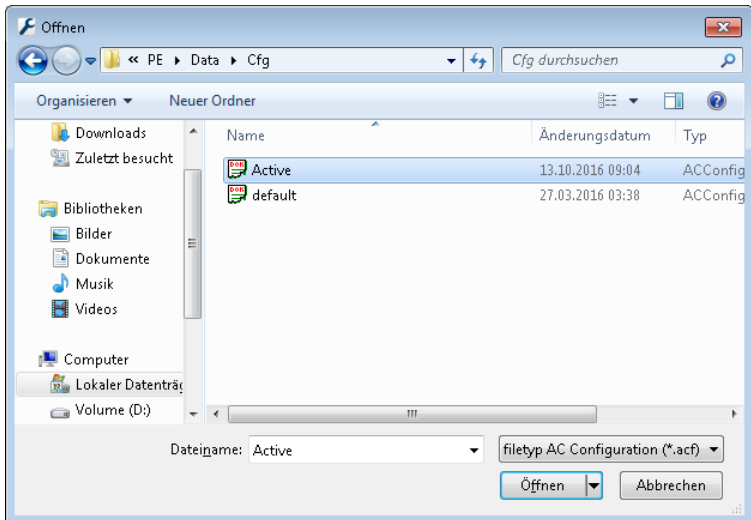 Öffnen
« PE ▸ Data ▸ Cfg
Cfg durchsuchen
Organisieren
Neuer Ordner
Name
Änderungsdatum
Typ
Active
13.10.2016 09:04
ACConfig
default
27.03.2016 03:38
ACConfig
Downloads
Zuletzt besucht
Bibliotheken
Bilder
Dokumente
Musik
Videos
Computer
Lokaler Datenträg
Volume (D:)
Dateiname: Active
filetyp AC Configuration (*.acf)
Öffnen
Abbrechen